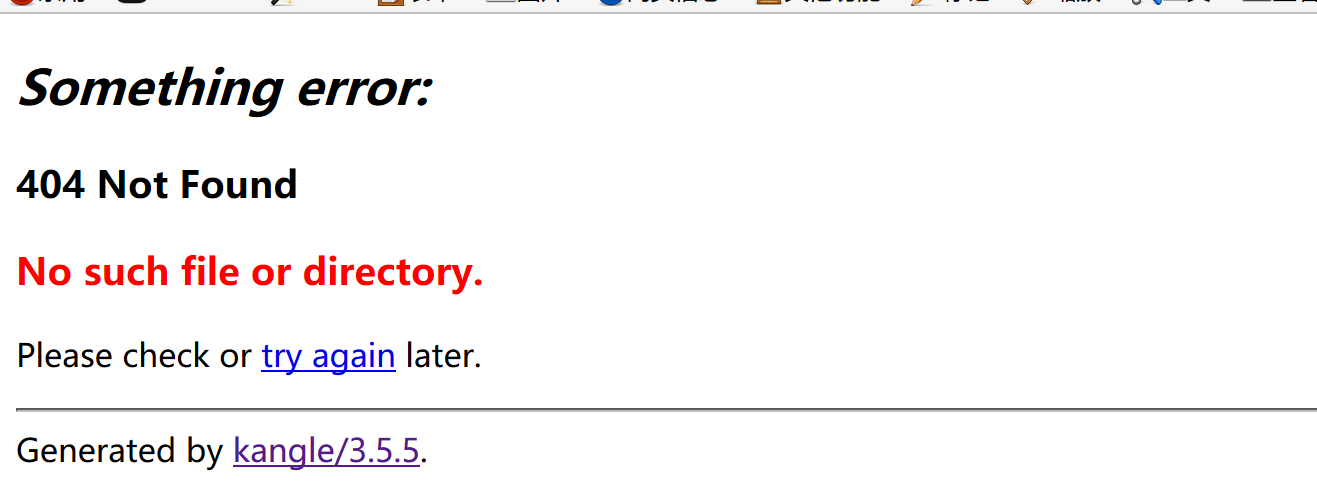 Something error:
404 Not Found
No such file or directory.
Please check or try again later.
Generated by kangle/3.5.5.